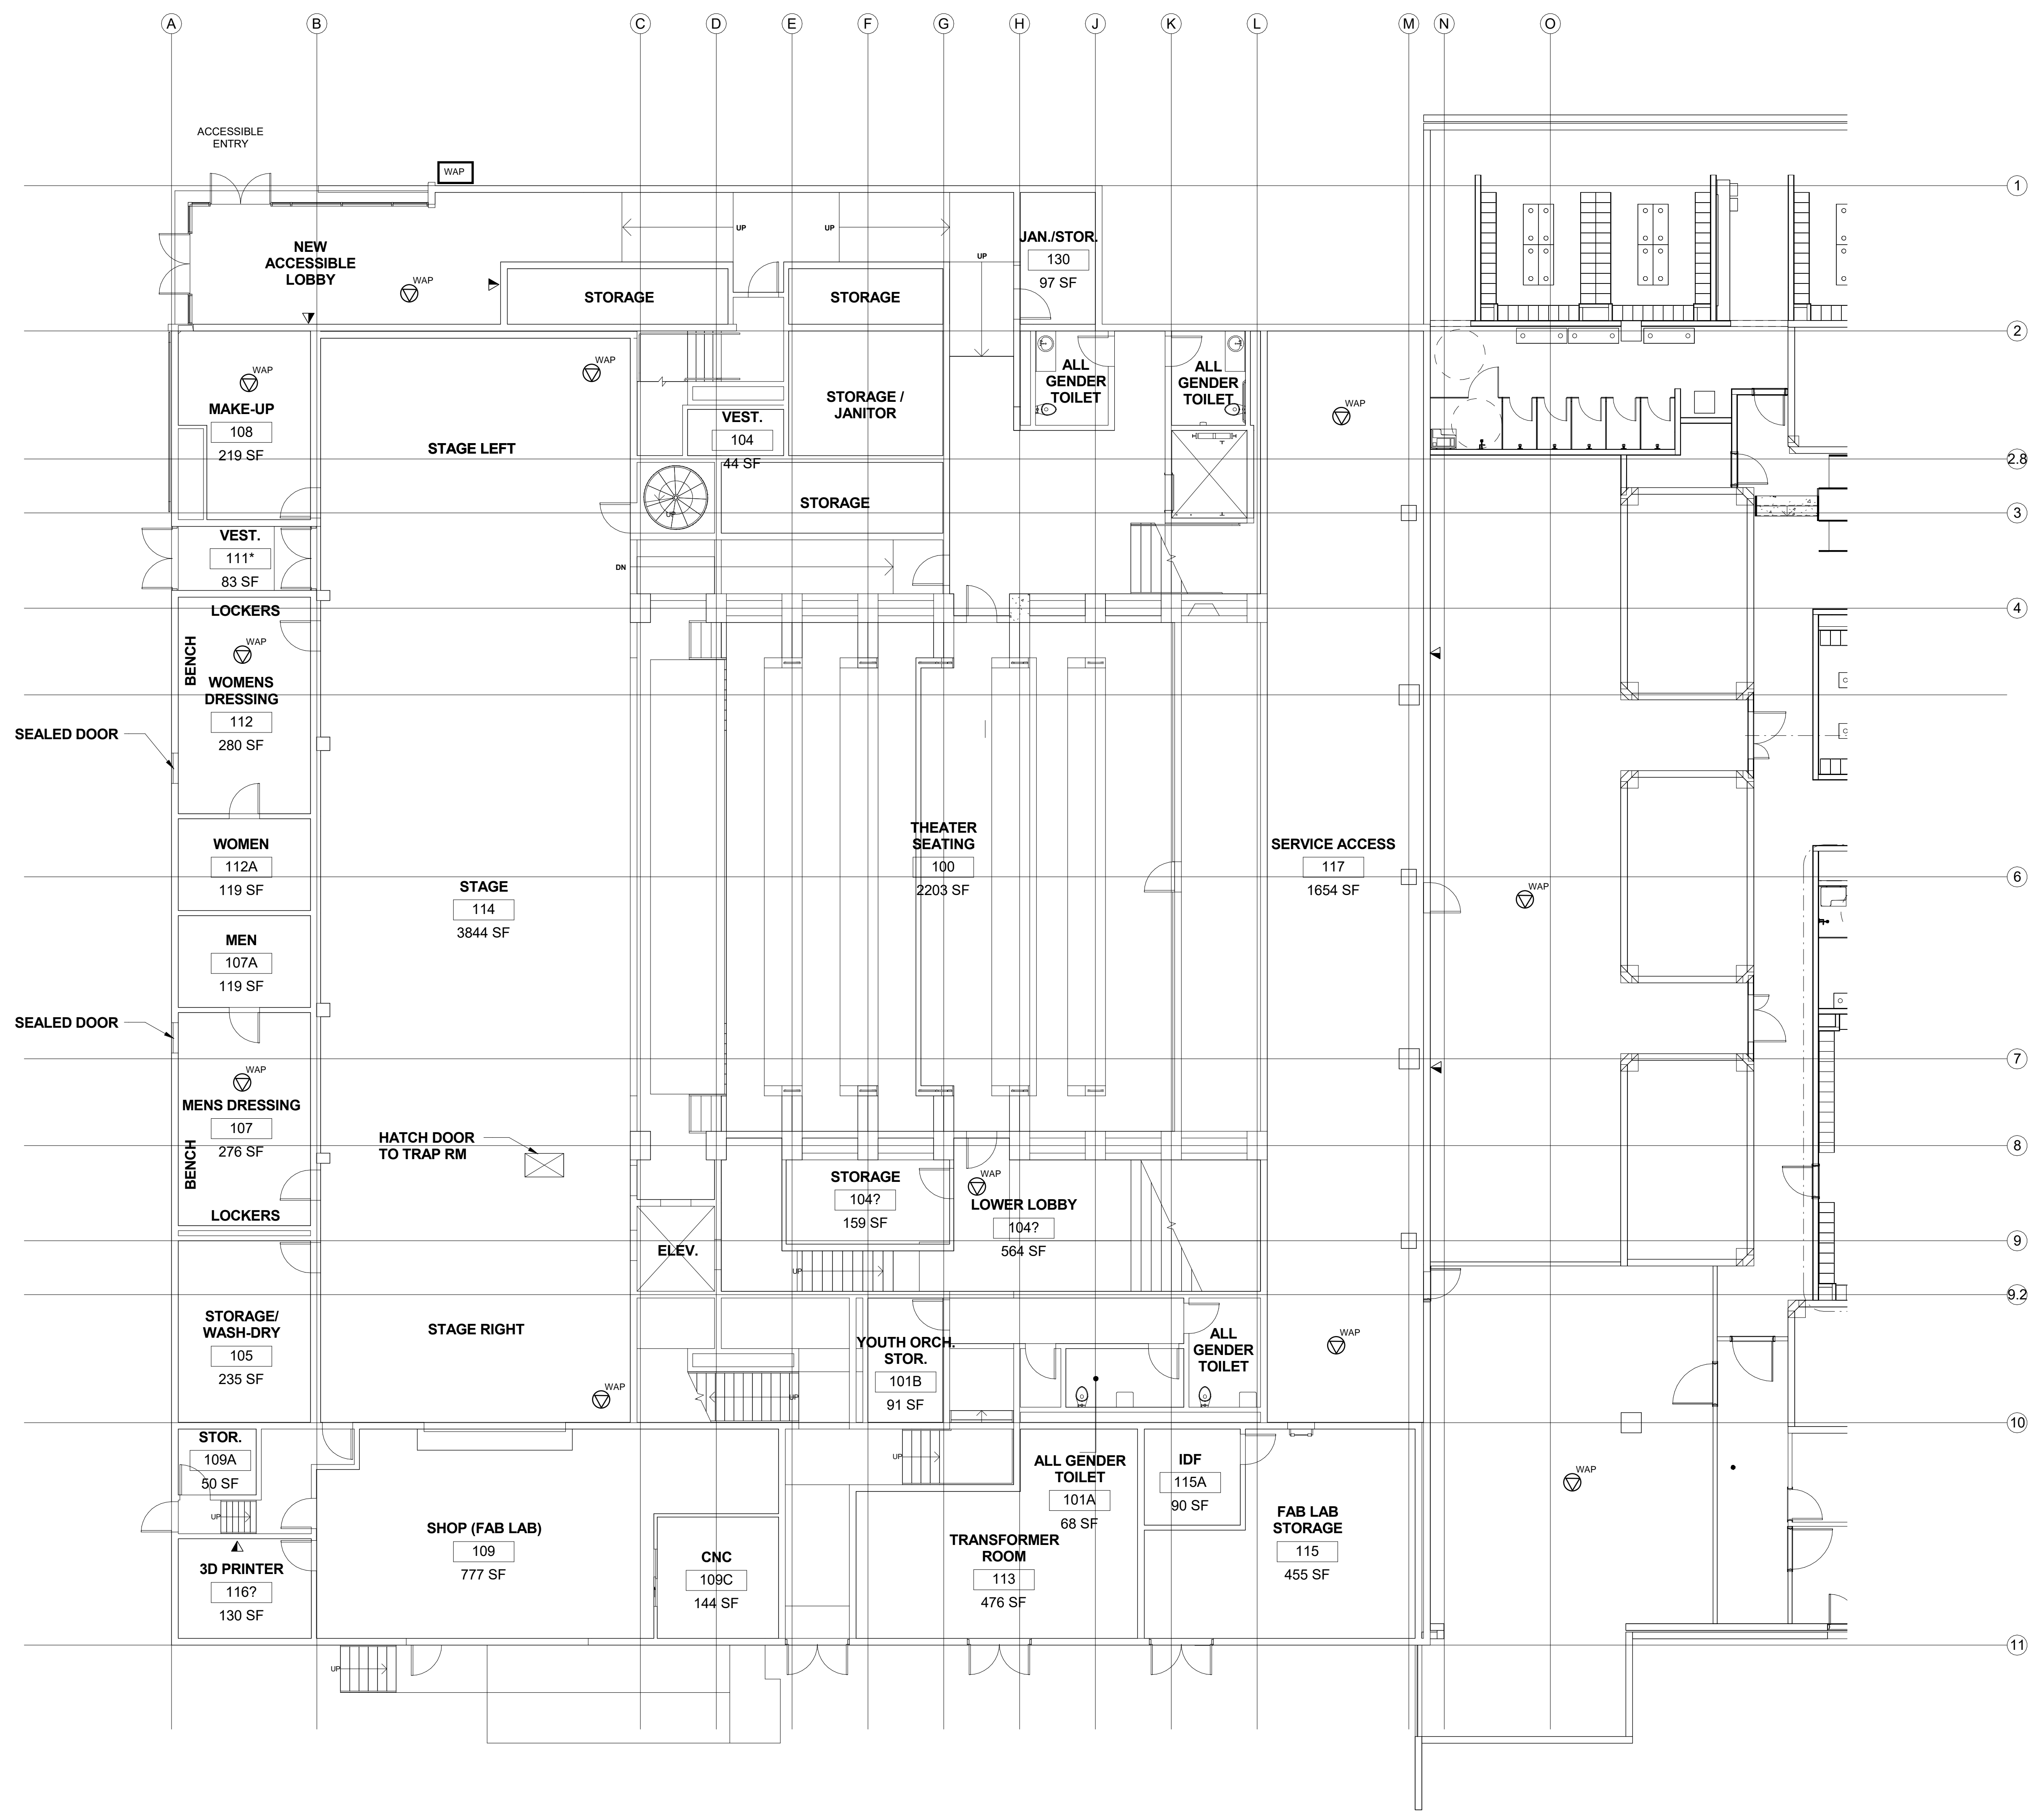 A B C D E F G H J K L M N O
ACCESSIBLE
ENTRY
WAP
1
NEW
ACCESSIBLE
LOBBY
WAP
UP
UP
UP
JAN./STOR.
130
97 SF
STORAGE
STORAGE
2
WAP
MAKE-UP
108
219 SF
WAP
STAGE LEFT
VEST.
104
44 SF
STORAGE /
JANITOR
ALL
GENDER
TOILET
ALL
GENDER
TOILET
WAP
2.8
STORAGE
UP
3
VEST.
111*
83 SF
DN
LOCKERS
4
BENCH
WAP
WOMENS
DRESSING
112
280 SF
SEALED DOOR
WOMEN
112A
119 SF
THEATER
SEATING
100
2203 SF
SERVICE ACCESS
117
1654 SF
6
STAGE
114
3844 SF
WAP
MEN
107A
119 SF
SEALED DOOR
7
WAP
MENS DRESSING
107
276 SF
BENCH
LOCKERS
HATCH DOOR
TO TRAP RM
8
STORAGE
104?
159 SF
WAP
LOWER LOBBY
104?
564 SF
9
ELEV.
UP
9.2
STORAGE/
WASH-DRY
105
235 SF
STAGE RIGHT
WAP
YOUTH ORCH.
STOR.
101B
91 SF
UP
ALL
GENDER
TOILET
WAP
10
STOR.
109A
50 SF
UP
UP
ALL GENDER
TOILET
101A
68 SF
IDF
115A
90 SF
WAP
SHOP (FAB LAB)
109
777 SF
FAB LAB
STORAGE
115
455 SF
3D PRINTER
116?
130 SF
CNC
109C
144 SF
TRANSFORMER
ROOM
113
476 SF
11
UP